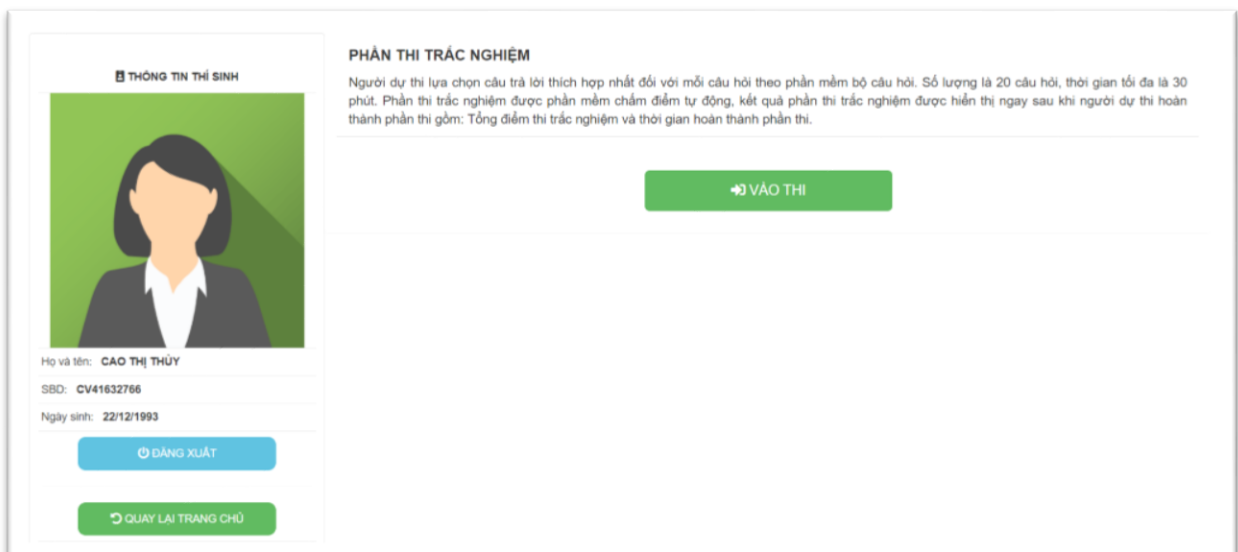 THÔNG TIN THÍ SINH
Họ và tên: CAO THỊ THỦY
SBD: CV41632766
Ngày sinh: 22/12/1993
ĐĂNG XUẤT
QUAY LẠI TRANG CHỦ
PHẦN THI TRẮC NGHIỆM
Người dự thi lựa chọn câu trả lời thích hợp nhất đối với mỗi câu hỏi theo phần mềm bộ câu hỏi. Số lượng là 20 câu hỏi, thời gian tối đa là 30
phút. Phần thi trắc nghiệm được phần mềm chấm điểm tự động, kết quả phần thi trắc nghiệm được hiển thị ngay sau khi người dự thi hoàn
thành phần thi gồm: Tổng điểm thi trắc nghiệm và thời gian hoàn thành phần thi.
VÀO THI